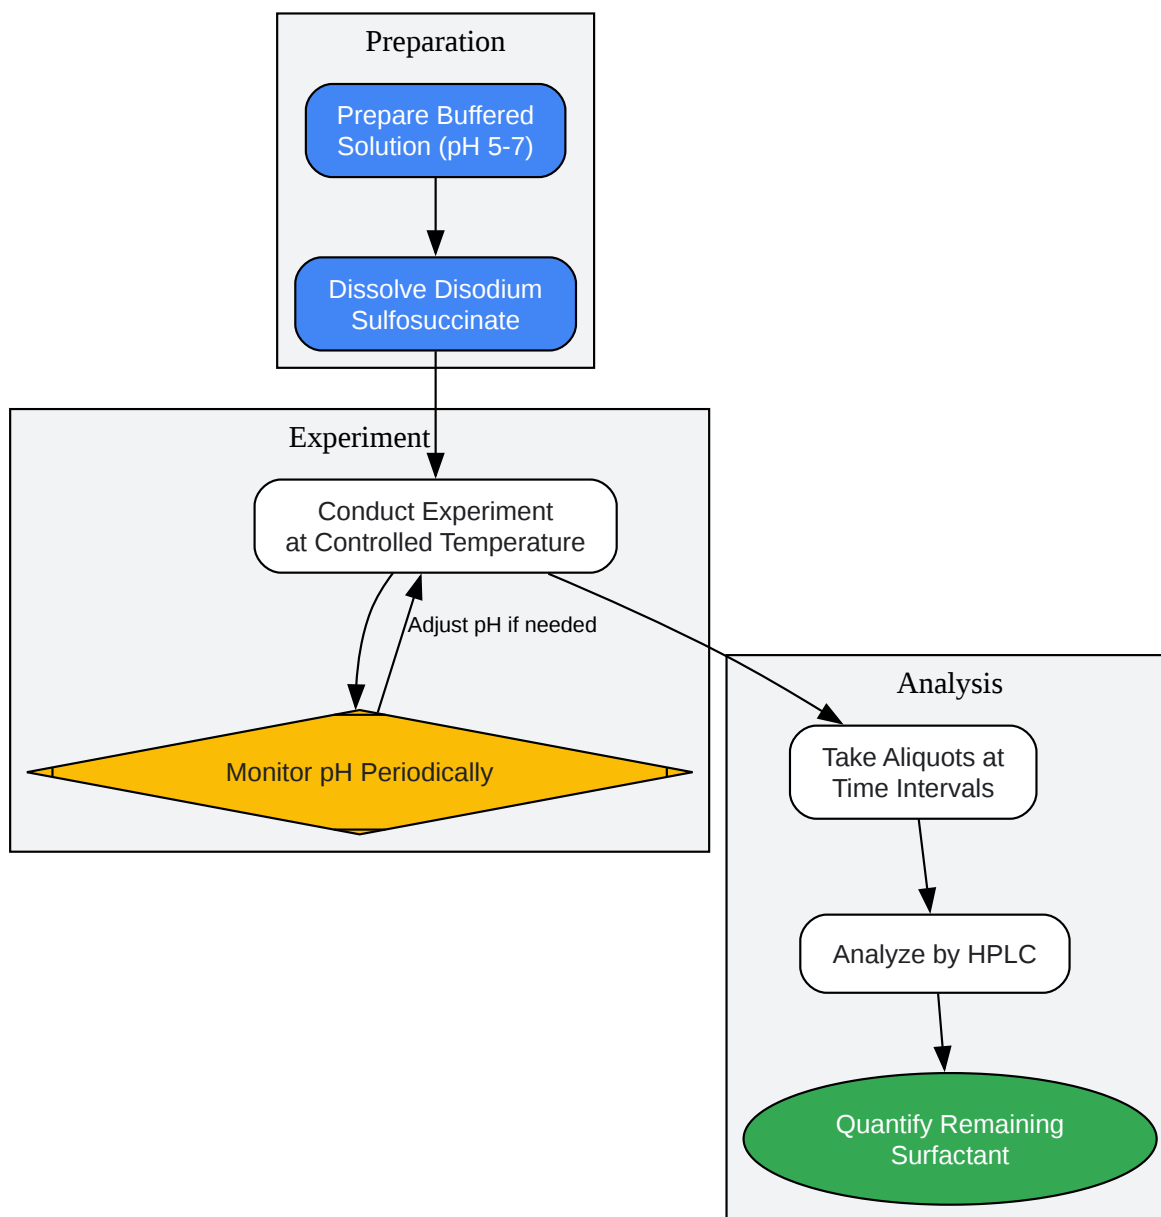 Preparation
Prepare Buffered
Solution (pH 5-7)
Dissolve Disodium
Sulfosuccinate
Experiment
Conduct Experiment
at Controlled Temperature
Adjust pH if needed
Monitor pH Periodically
Analysis
Take Aliquots at
Time Intervals
Analyze by HPLC
Quantify Remaining
Surfactant